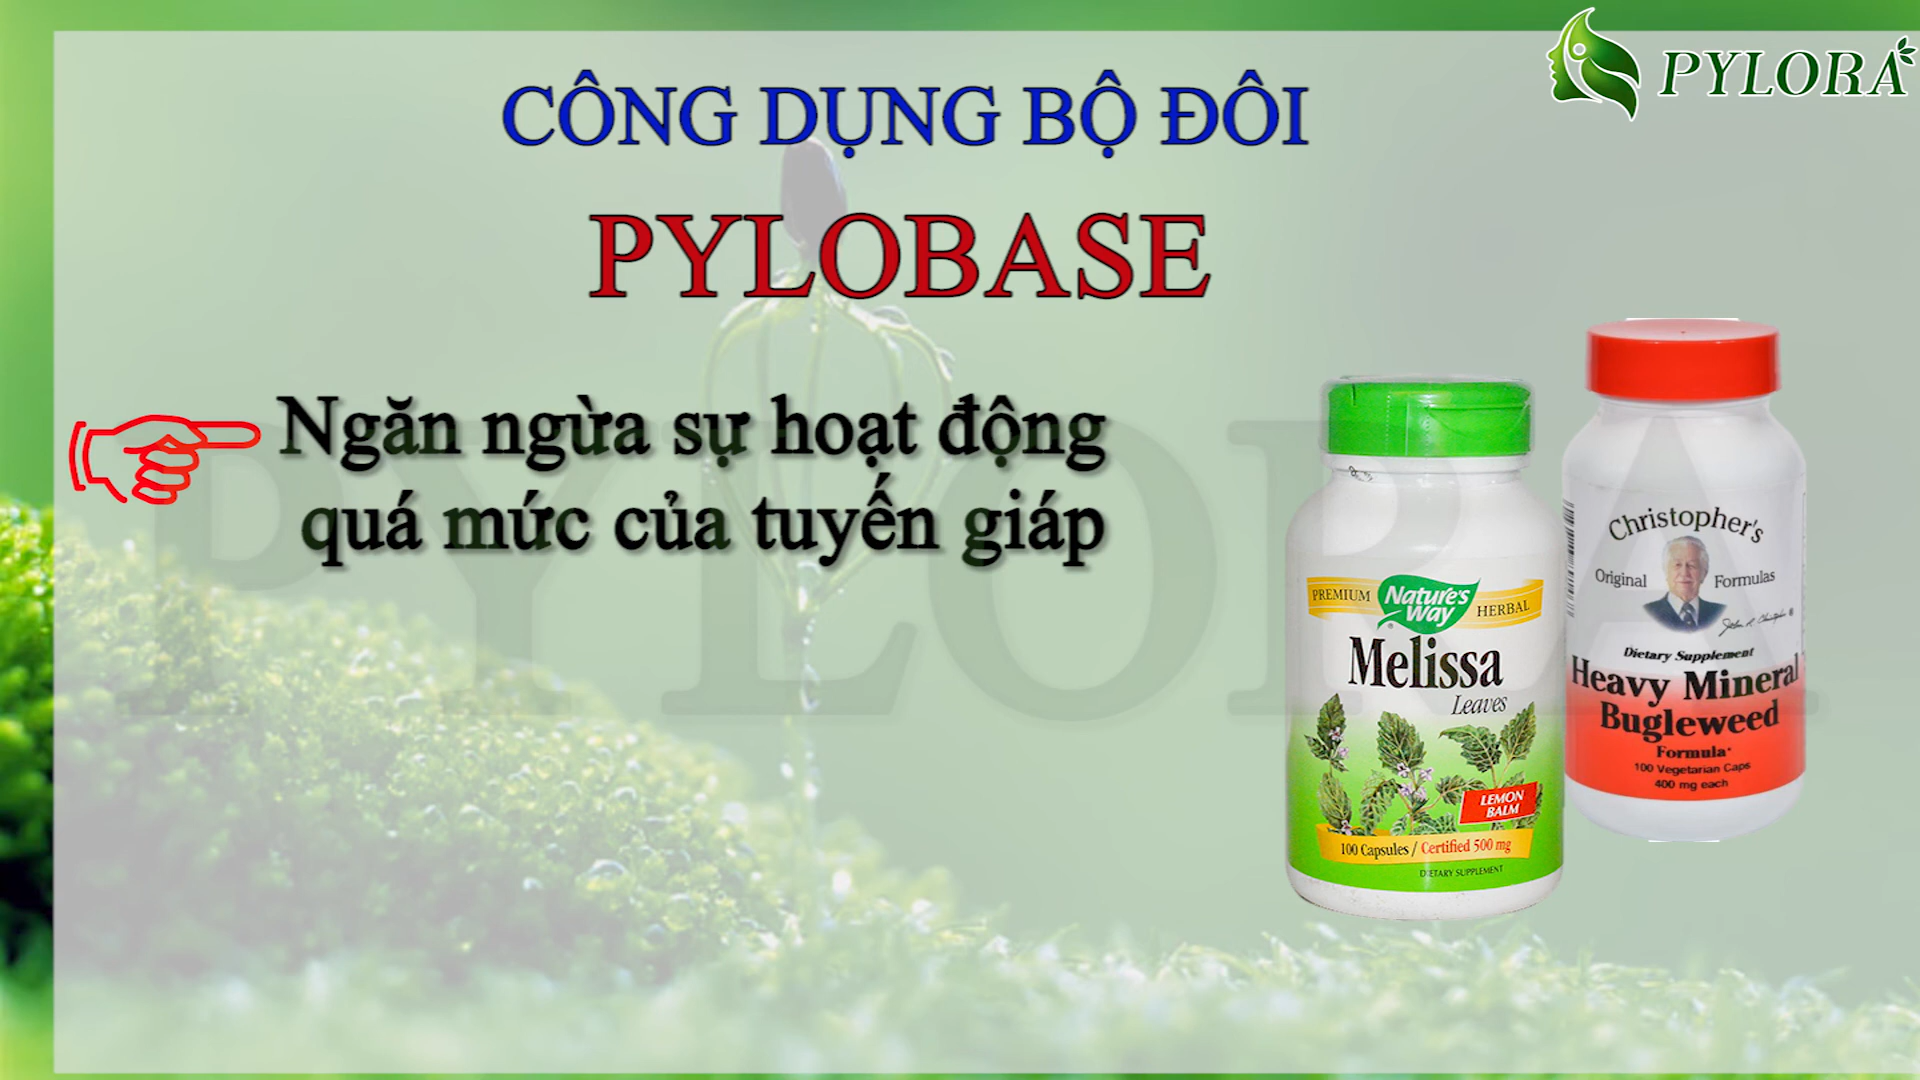 PYLORA
CÔNG DỤNG BỘ ĐÔI
PYLOBASE
Ngăn ngừa sự hoạt động
quá mức của tuyến giáp
PYLORA
PREMIUM
Nature's
Way
HERBAL
Melissa
Leaves
LEMON
BALM
100 Capsules / Certified 500 mg
DIETARY SUPPLEMENT
Christopher's
Original Formulas
Dietary Supplement
Heavy Mineral
Bugleweed
Formula
100 Vegetarian Caps
400 mg each